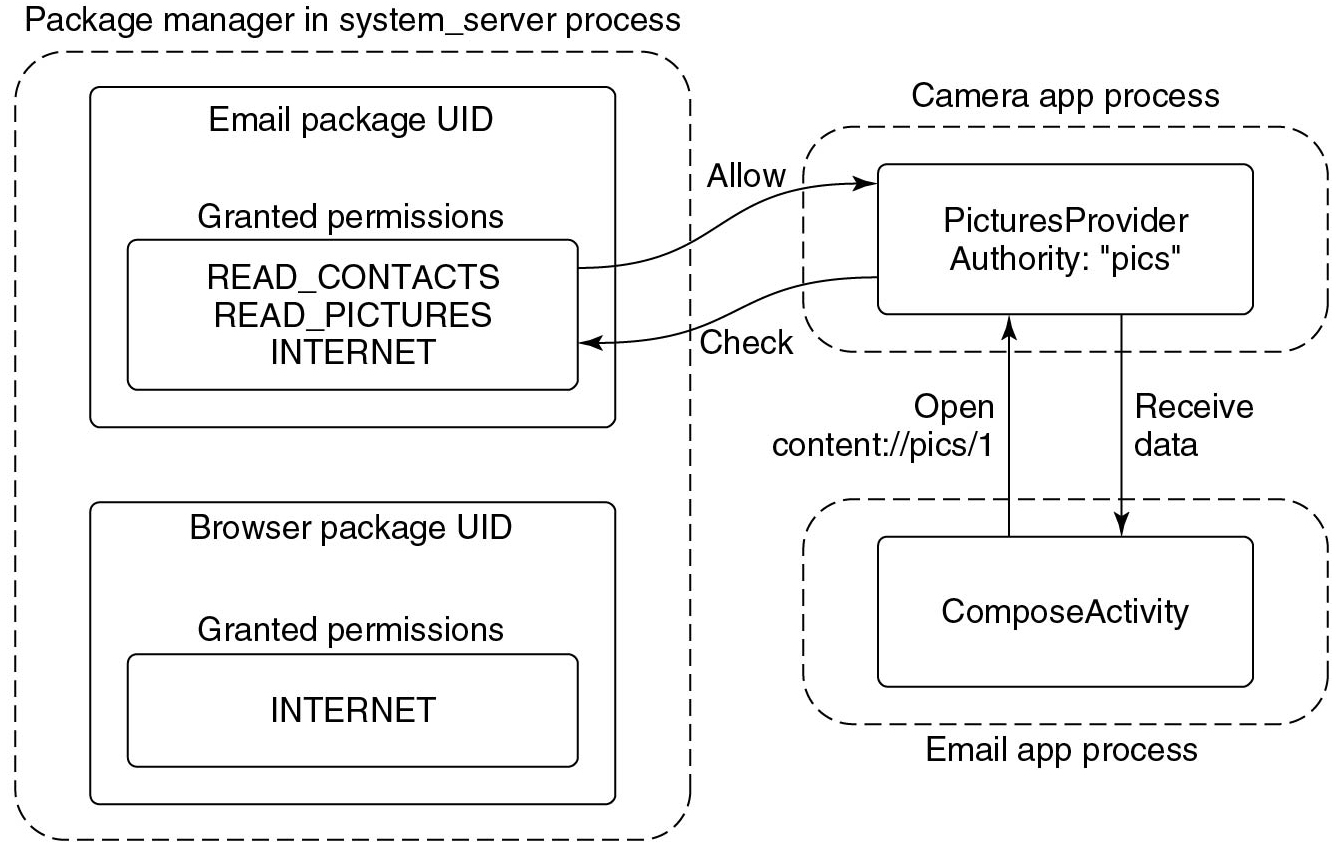 Package manager in system_server process
Email package UID
Granted permissions
READ_CONTACTS
READ_PICTURES
INTERNET
Browser package UID
Granted permissions
INTERNET
Allow
Check
Camera app process
PicturesProvider
Authority: "pics"
Open
content://pics/1
Receive
data
ComposeActivity
Email app process